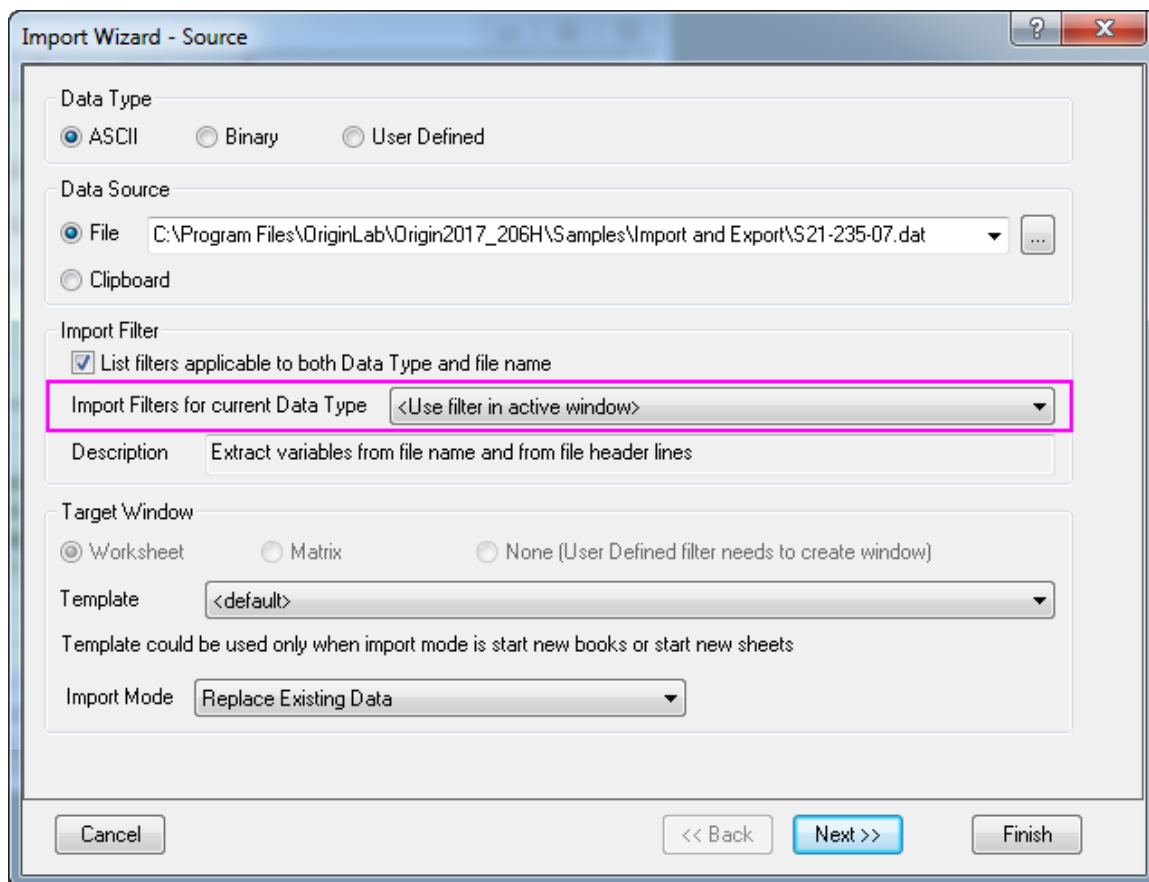 Import Wizard - Source
?
X
Data Type
ASCII Binary User Defined
Data Source
File C:\Program Files\OriginLab\Origin2017_206H\Samples\Import and Export\S21-235-07.dat ...
Clipboard
Import Filter
List filters applicable to both Data Type and file name
Import Filters for current Data Type <Use filter in active window>
Description Extract variables from file name and from file header lines
Target Window
Worksheet Matrix None (User Defined filter needs to create window)
Template <default>
Template could be used only when import mode is start new books or start new sheets
Import Mode Replace Existing Data
Cancel << Back Next >> Finish